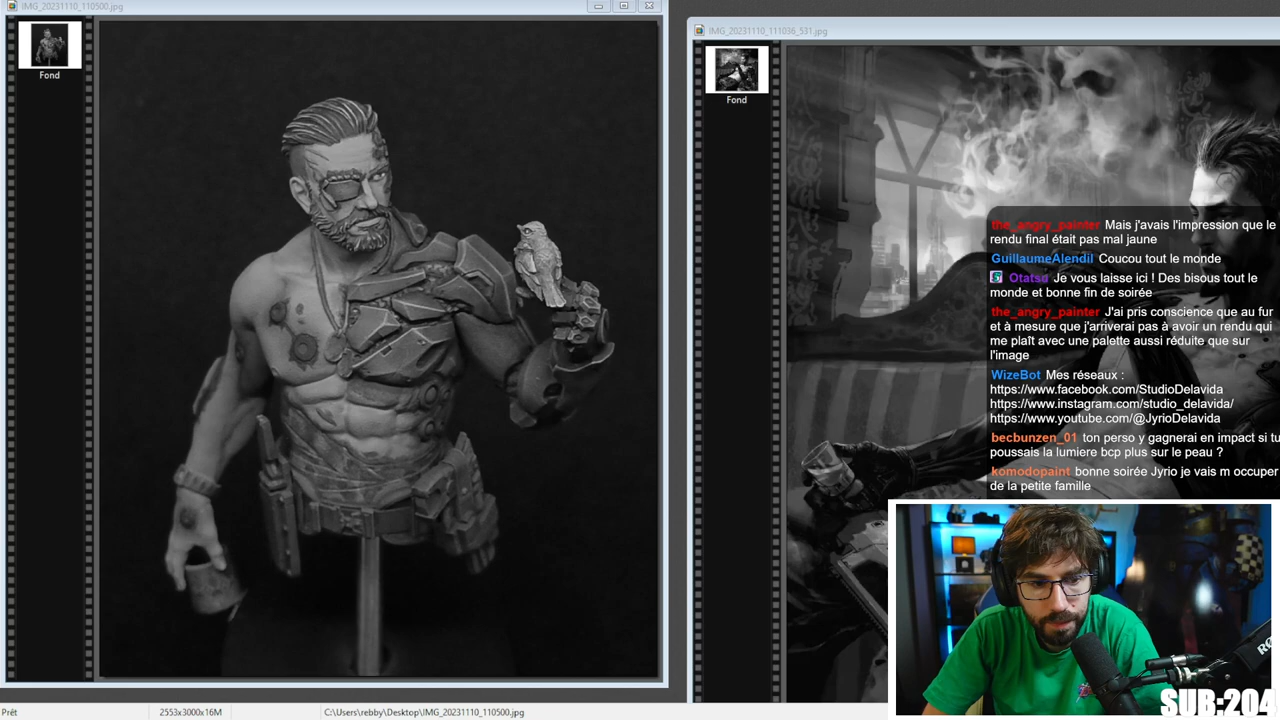 IMG_20231110_110500.jpg
Fond
IMG_20231110_111036_531.jpg
Fond
the_angry_painter Mais j'avais l'impression que le
rendu final était pas mal jaune
GuillaumeAlendil Coucou tout le monde
Otatso Je vous laisse ici ! Des bisous tout le
monde et bonne fin de soirée
the_angry_painter J'ai pris conscience que au fur
et à mesure que j'arriverai pas à avoir un rendu qui
me plaît avec une palette aussi réduite que sur
l'image
WizeBot Mes réseaux :
https://www.facebook.com/StudioDelavida
https://www.instagram.com/studio_delavida/
https://www.youtube.com/@JyrioDelavida
becbunzen_01 ton perso y gagnerai en impact si tu
poussais la lumiere bcp plus sur le peau ?
komodopaint bonne soirée Jyrio je vais m occuper
de la petite famille
SUB:204
Prêt
2553x3000x16M
C:\Users\rebby\Desktop\IMG_20231110_110500.jpg